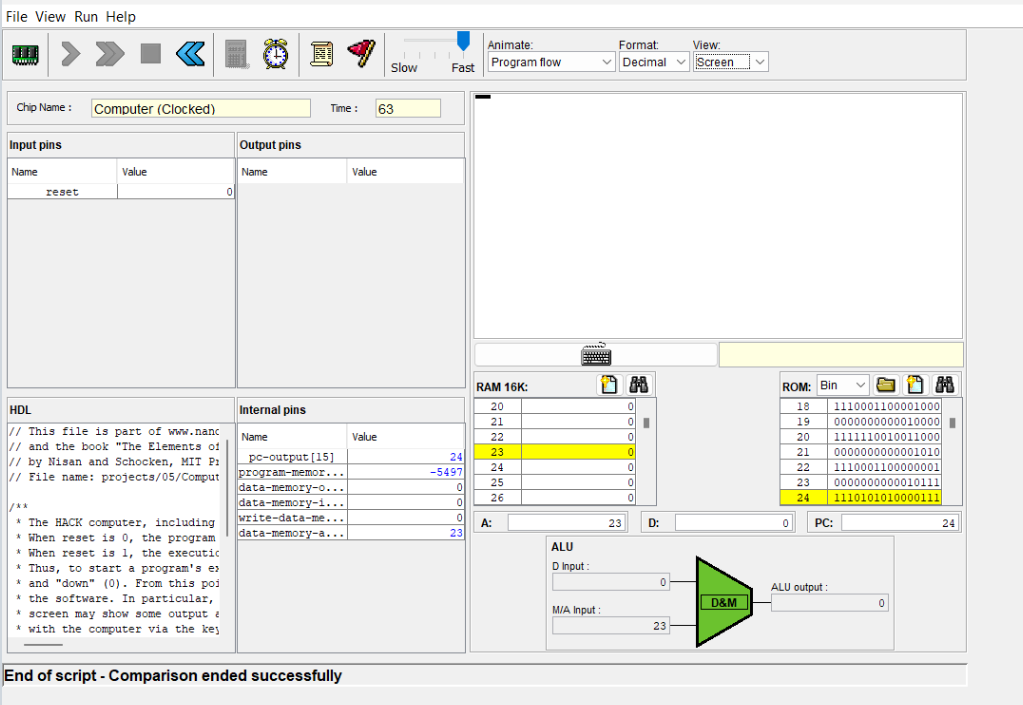 File View Run Help
Slow Fast
Animate: Format: View:
Program flow Decimal Screen
Chip Name : Computer (Clocked) Time : 63
Input pins
Name Value
reset 0
Output pins
Name Value
HDL
// This file is part of www.nand
// and the book "The Elements of
// by Nisan and Schocken, MIT Pr
// File name: projects/05/Comput
/**
* The HACK computer, including
* When reset is 0, the program
* When reset is 1, the executio
* Thus, to start a program's ex
* and "down" (0). From this poi
* the software. In particular,
* screen may show some output a
* with the computer via the key
Internal pins
Name Value
pc-output[15] 24
program-memor... -5497
data-memory-o... 0
data-memory-i... 0
write-data-me... 0
data-memory-a... 23
RAM 16K:
20 0
21 0
22 0
23 0
24 0
25 0
26 0
ROM: Bin
18 1110001100001000
19 0000000000010000
20 1111110010011000
21 0000000000001010
22 1110001100000001
23 0000000000010111
24 1110101010000111
A: 23 D: 0 PC: 24
ALU
D Input :
0
M/A Input :
23
D&M
ALU output :
0
End of script - Comparison ended successfully